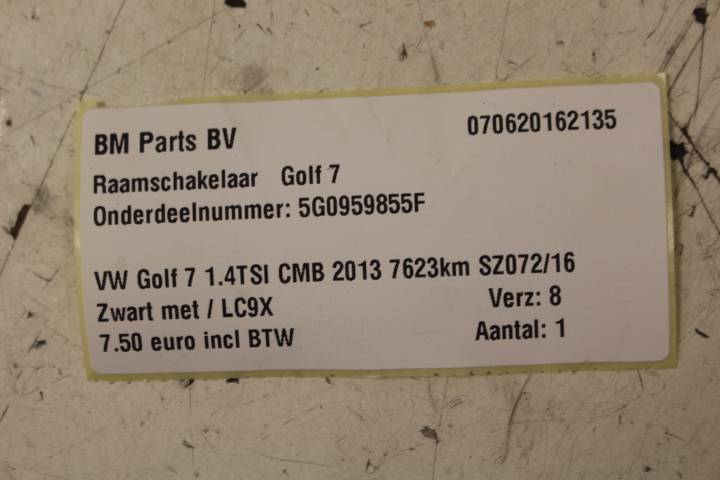 BM Parts BV 070620162135
Raamschakelaar Golf 7
Onderdeelnummer: 5G0959855F
VW Golf 7 1.4TSI CMB 2013 7623km SZ072/16
Zwart met / LC9X Verz: 8
7.50 euro incl BTW Aantal: 1